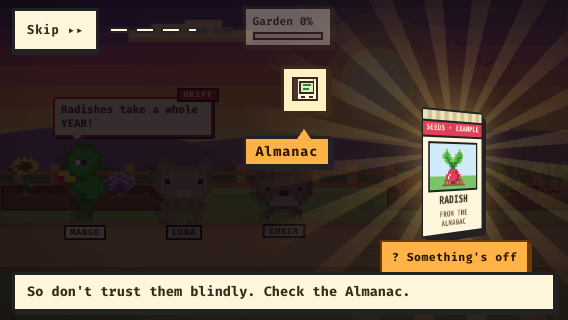 Skip ▸▸
Garden 0%
DRIFT
Radishes take a whole
YEAR!
Almanac
SEEDS · EXAMPLE
RADISH
FROM THE
ALMANAC
MANGO
LUNA
EMBER
? Something's off
So don't trust them blindly. Check the Almanac.